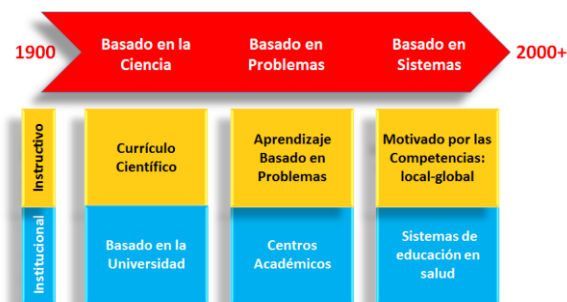 1900
Basado en la
Ciencia
Basado en
Problemas
Basado en
Sistemas
2000+
Instructivo
Currículo
Científico
Aprendizaje
Basado en
Problemas
Motivado por las
Competencias:
local-global
Institucional
Basado en la
Universidad
Centros
Académicos
Sistemas de
educación en
salud